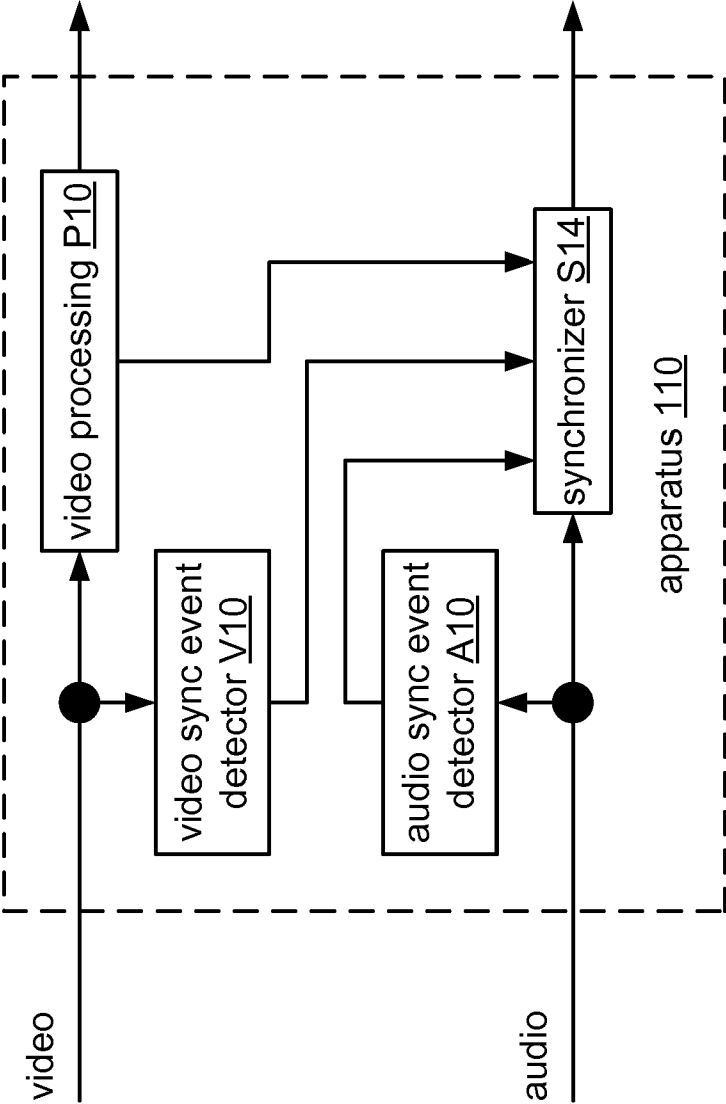 video
video processing P10
video sync event
detector V10
audio sync event
detector A10
synchronizer S14
audio
apparatus 110